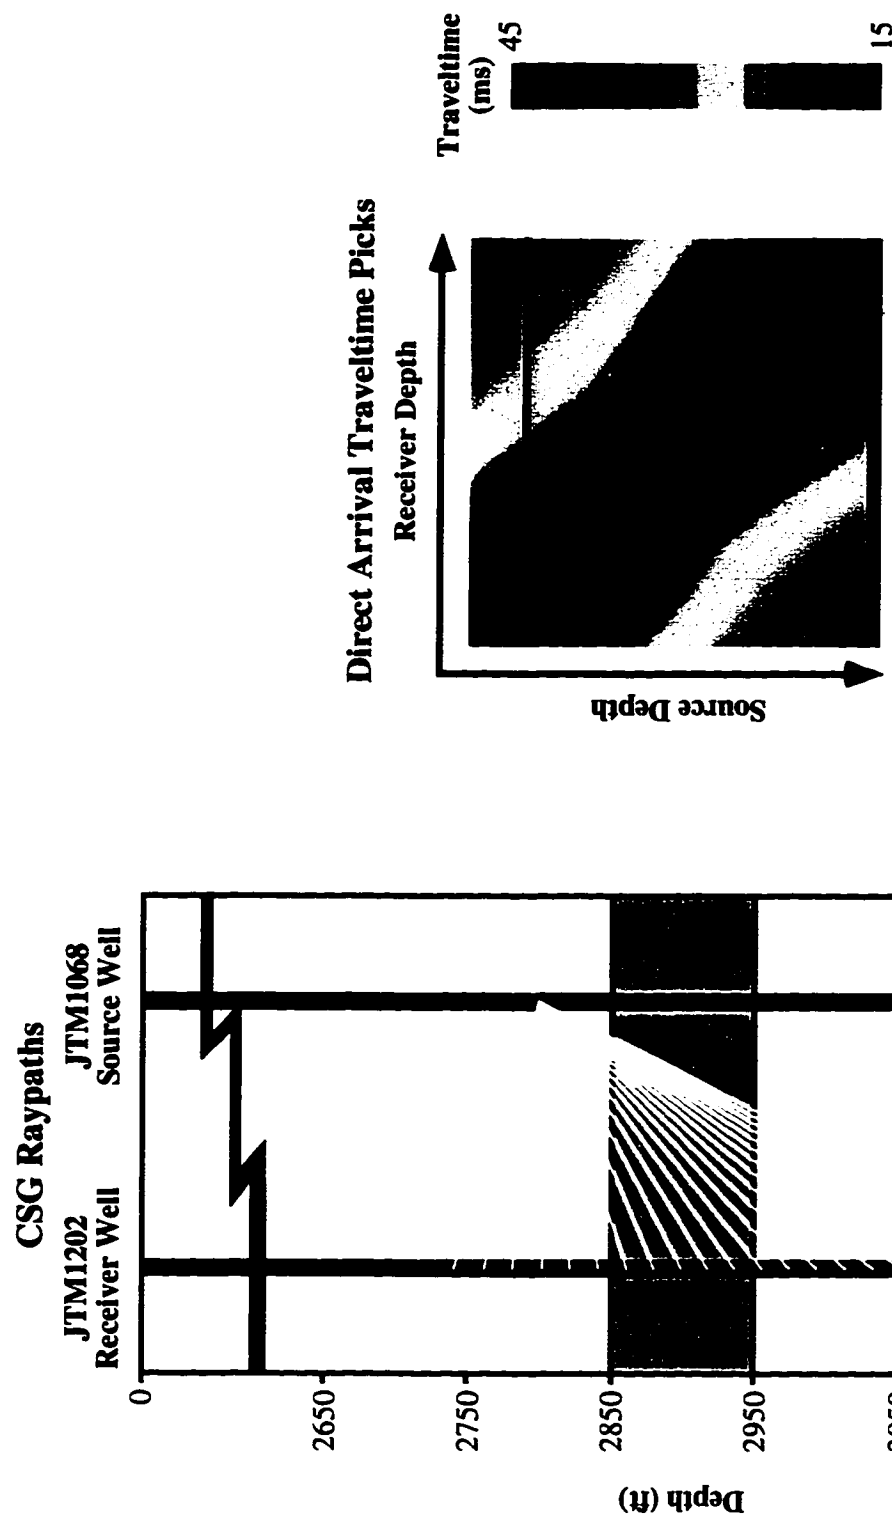 CSG Raypaths
JTM1202
Receiver Well
JTM1068
Source Well
0
2650
2750
2850
2950
Depth (ft)
Direct Arrival Traveltime Picks
Receiver Depth
Source Depth
Traveltime
(ms)
45
15